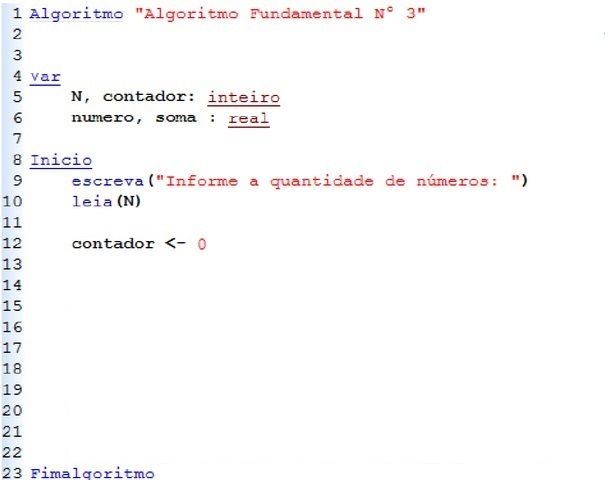 1 Algoritmo "Algoritmo Fundamental N° 3"
2
3
4 var
5 N, contador: inteiro
6 numero, soma : real
7
8 Inicio
9 escreva("Informe a quantidade de números: ")
10 leia(N)
11
12 contador <- 0
13
14
15
16
17
18
19
20
21
22
23 Fimalgoritmo